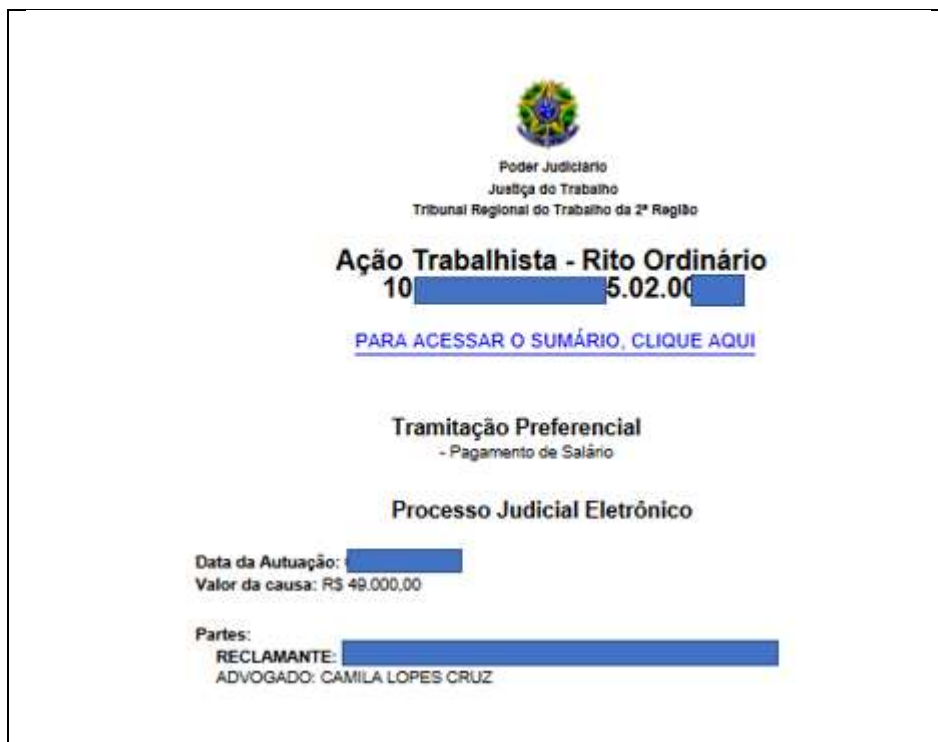 Poder Judiciário
Justiça do Trabalho
Tribunal Regional do Trabalho da 2ª Região
Ação Trabalhista - Rito Ordinário
10 5.02.00
PARA ACESSAR O SUMÁRIO, CLIQUE AQUI
Tramitação Preferencial
- Pagamento de Salário
Processo Judicial Eletrônico
Data da Autuação:
Valor da causa: R$ 49.000,00
Partes:
RECLAMANTE:
ADVOGADO: CAMILA LOPES CRUZ